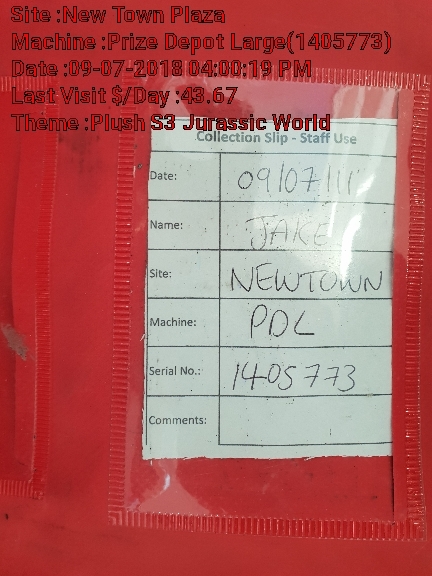 Site :New Town Plaza
Machine :Prize Depot Large(1405773)
Date :09-07-2018 04:00:19 PM
Last Visit $/Day :43.67
Theme :Plush S3 Jurassic World
Collection Slip - Staff Use
Date:
Name: JAKE
Site: NEWTOWN
Machine: PDL
Serial No.: 1405773
Comments: